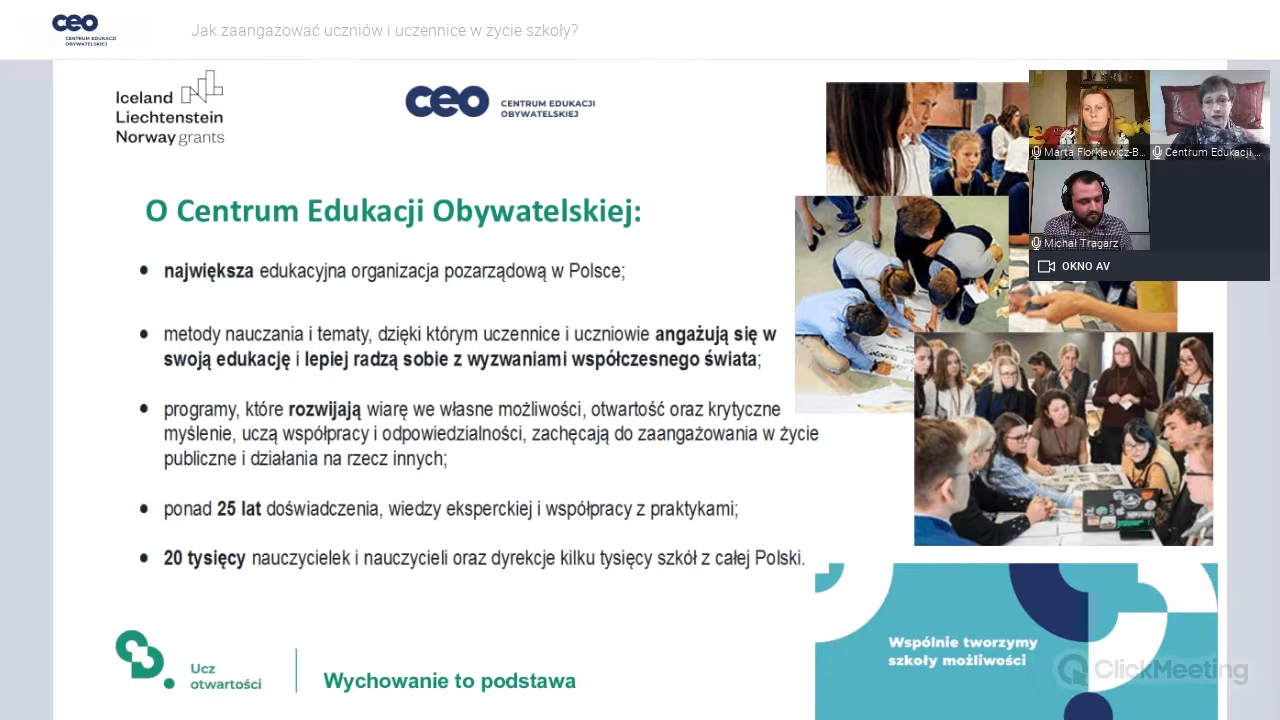 ceo
CENTRUM EDUKACJI
OBYWATELSKIEJ
Jak zaangażować uczniów i uczennice w życie szkoły?
Iceland
Liechtenstein
Norway grants
ceo
CENTRUM EDUKACJI
OBYWATELSKIEJ
Marta Florkiewicz-B...
Centrum Edukacji ...
Michał Tragarz
OKNO AV
O Centrum Edukacji Obywatelskiej:
• największa edukacyjna organizacja pozarządową w Polsce;
• metody nauczania i tematy, dzięki którym uczennice i uczniowie angażują się w
swoją edukację i lepiej radzą sobie z wyzwaniami współczesnego świata;
• programy, które rozwijają wiarę we własne możliwości, otwartość oraz krytyczne
myślenie, uczą współpracy i odpowiedzialności, zachęcają do zaangażowania w życie
publiczne i działania na rzecz innych;
• ponad 25 lat doświadczenia, wiedzy eksperckiej i współpracy z praktykami;
• 20 tysięcy nauczycielek i nauczycieli oraz dyrekcje kilku tysięcy szkół z całej Polski.
Ucz
otwartości
Wychowanie to podstawa
Wspólnie tworzymy
szkoły możliwości
ClickMeeting